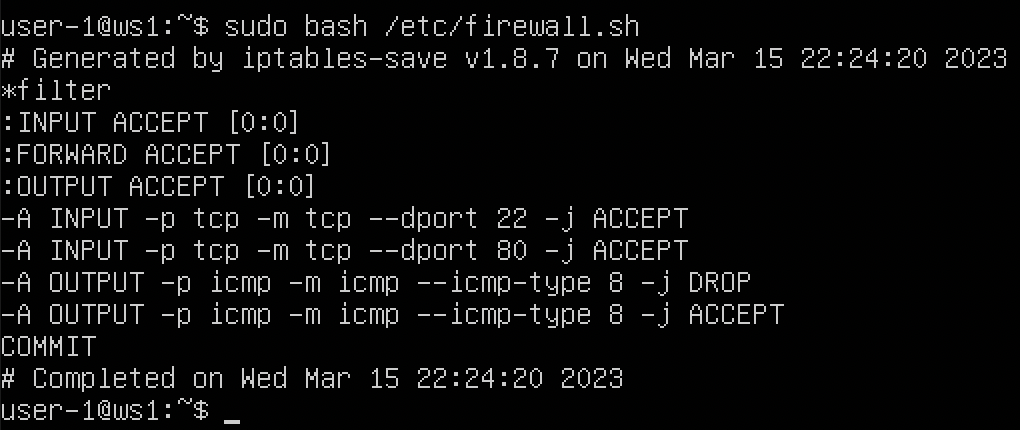 user-1@ws1:~$ sudo bash /etc/firewall.sh
# Generated by iptables-save v1.8.7 on Wed Mar 15 22:24:20 2023
*filter
:INPUT ACCEPT [0:0]
:FORWARD ACCEPT [0:0]
:OUTPUT ACCEPT [0:0]
-A INPUT -p tcp -m tcp --dport 22 -j ACCEPT
-A INPUT -p tcp -m tcp --dport 80 -j ACCEPT
-A OUTPUT -p icmp -m icmp --icmp-type 8 -j DROP
-A OUTPUT -p icmp -m icmp --icmp-type 8 -j ACCEPT
COMMIT
# Completed on Wed Mar 15 22:24:20 2023
user-1@ws1:~$ _